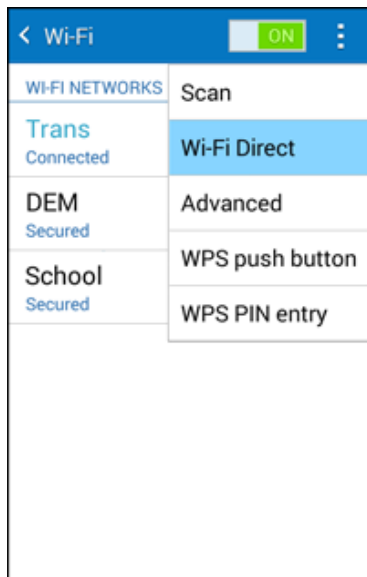 Wi-Fi
ON
WI-FI NETWORKS
Trans
Connected
DEM
Secured
School
Secured
Scan
Wi-Fi Direct
Advanced
WPS push button
WPS PIN entry